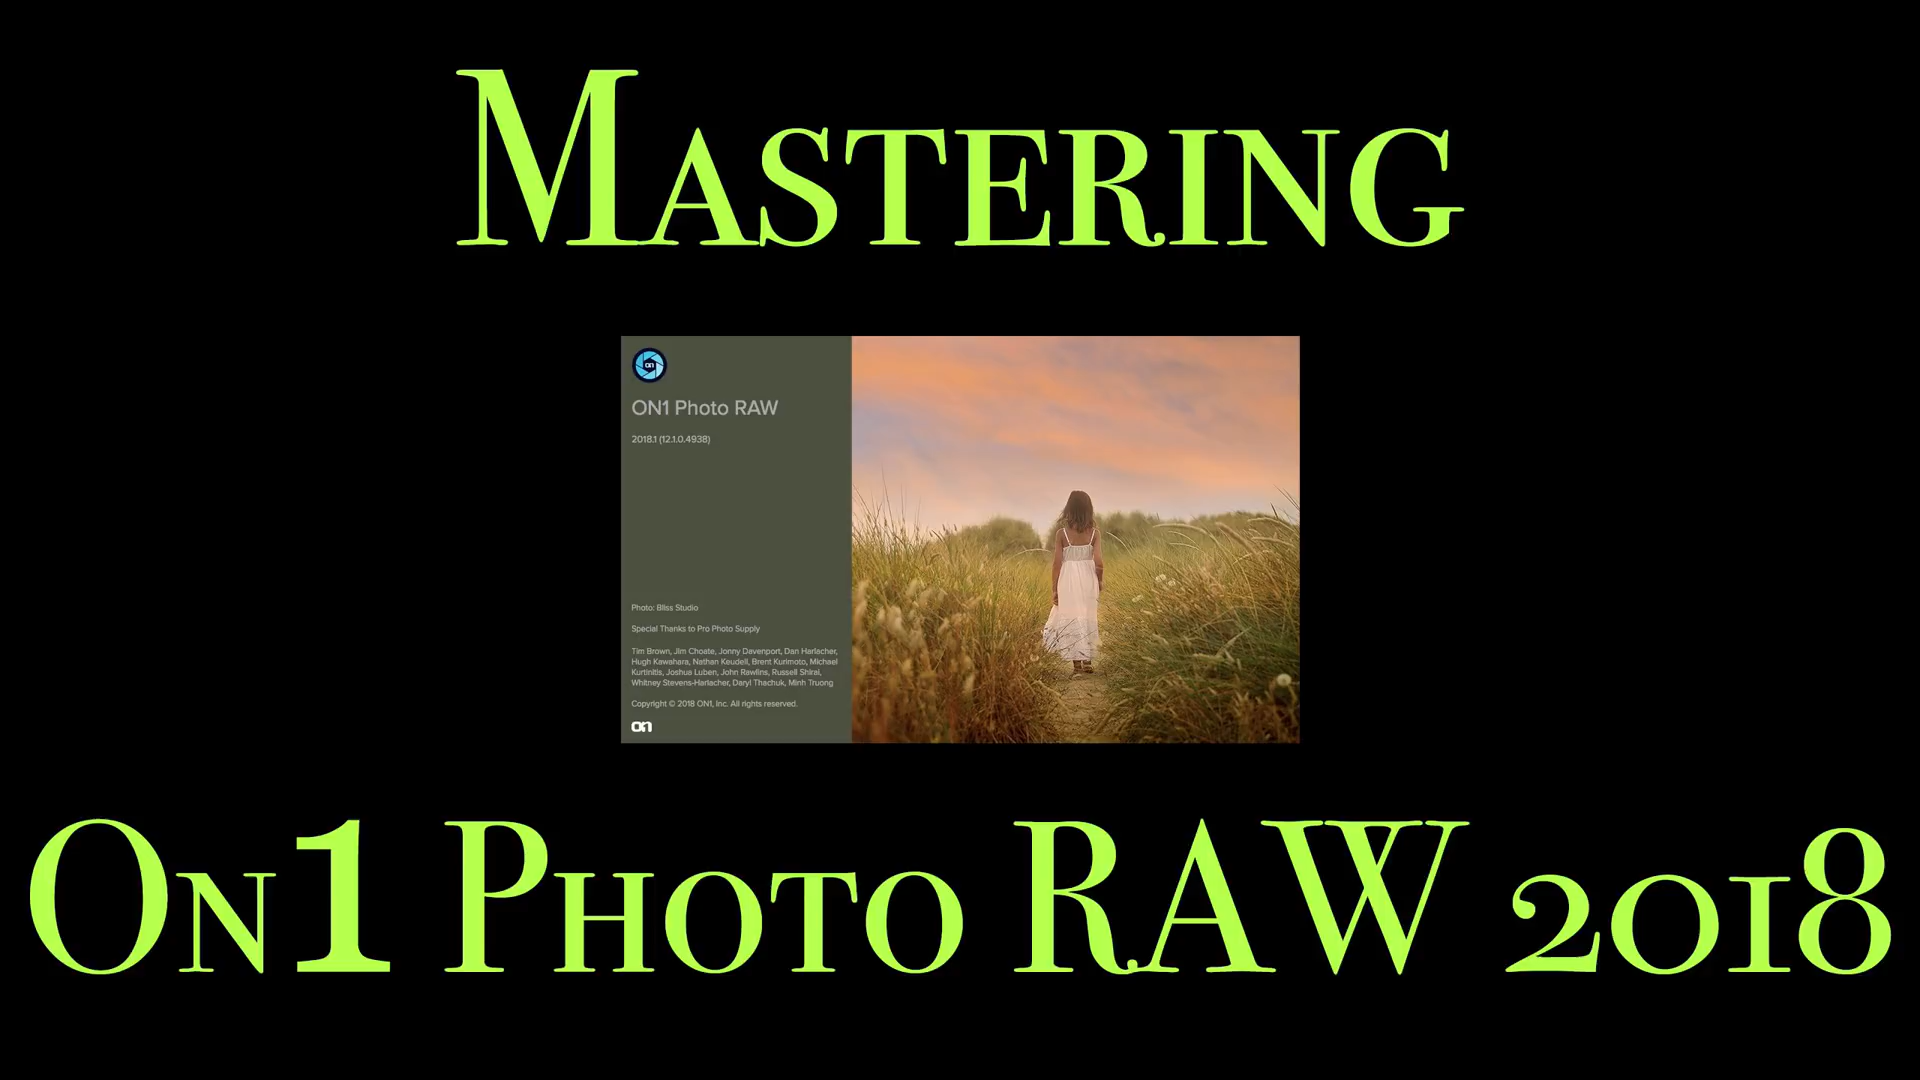 Mastering
on1
ON1 Photo RAW
2018.1 (12.1.0.4938)
Photo: Bliss Studio
Special Thanks to Pro Photo Supply
Tim Brown, Jim Choate, Jonny Davenport, Dan Harlacher,
Hugh Kawahara, Nathan Keudell, Brent Kurimoto, Michael
Kurtinitis, Joshua Luben, John Rawlins, Russell Shirai,
Whitney Stevens-Harlacher, Daryl Thachuk, Minh Truong
Copyright © 2018 ON1, Inc. All rights reserved.
on1
On1 Photo RAW 2018